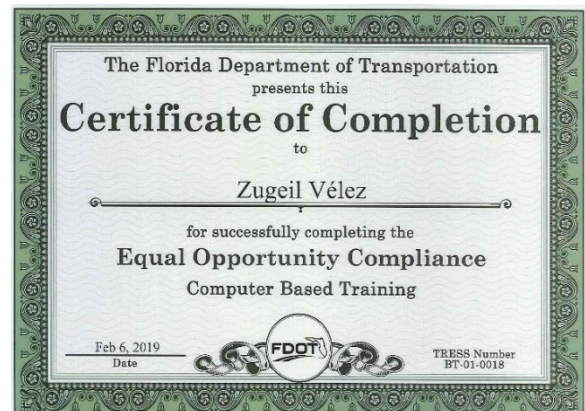 The Florida Department of Transportation
presents this
Certificate of Completion
to
Zugeil Vélez
for successfully completing the
Equal Opportunity Compliance
Computer Based Training
Feb 6, 2019
Date
FDOT
TRESS Number
BT-01-0018